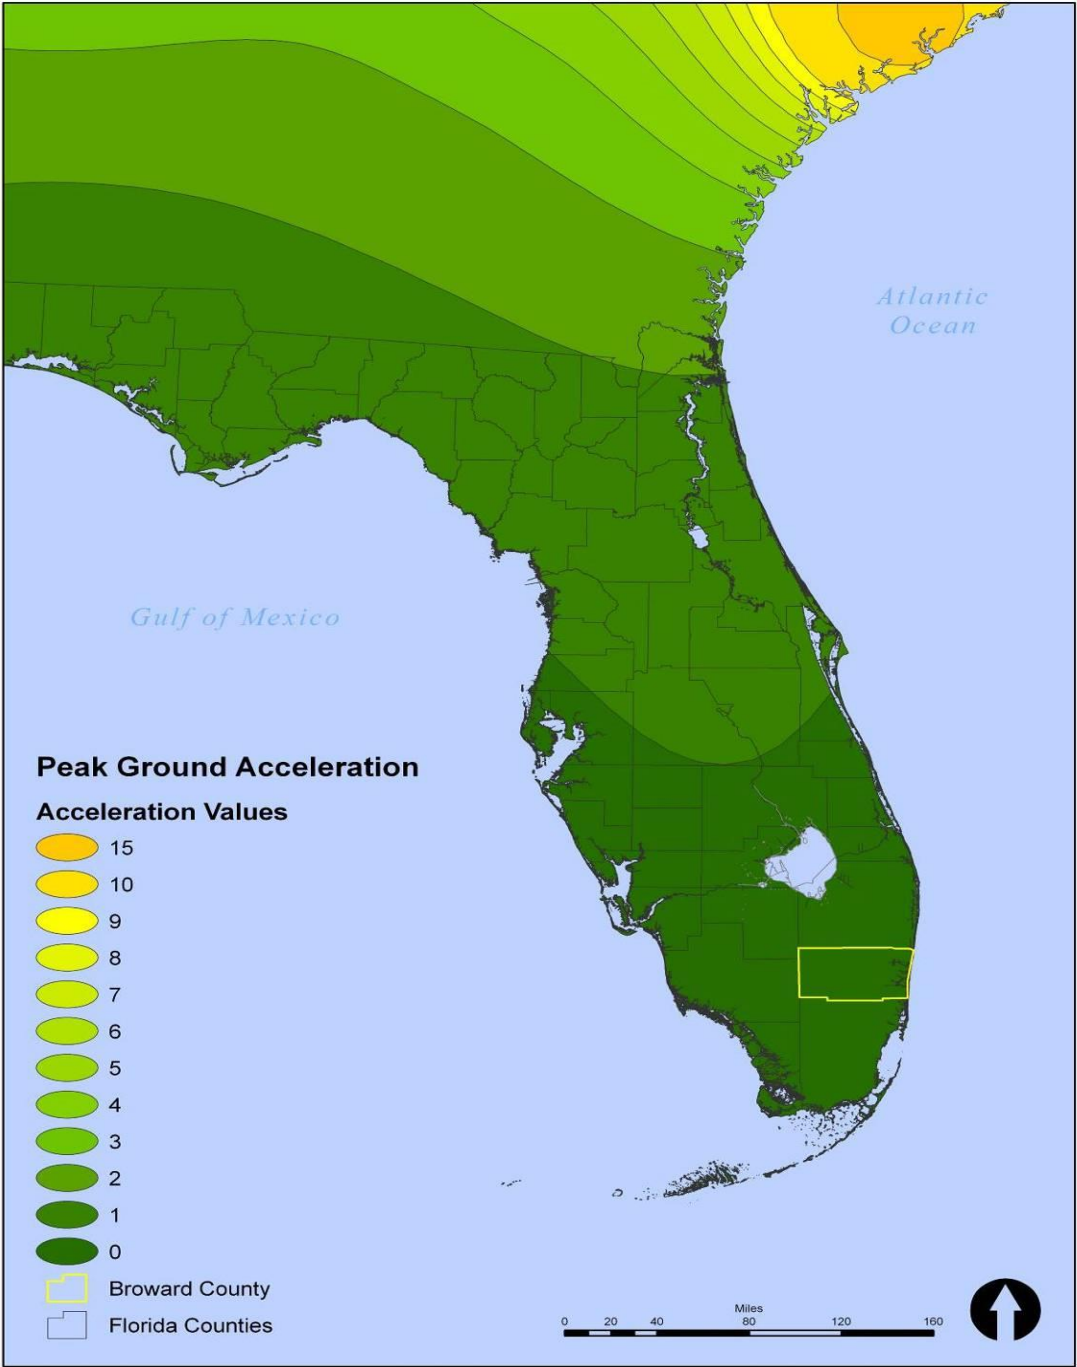 Atlantic
Ocean
Gulf of Mexico
Peak Ground Acceleration
Acceleration Values
15
10
9
8
7
6
5
4
3
2
1
0
Broward County
Florida Counties
Miles
0 20 40 80 120 160